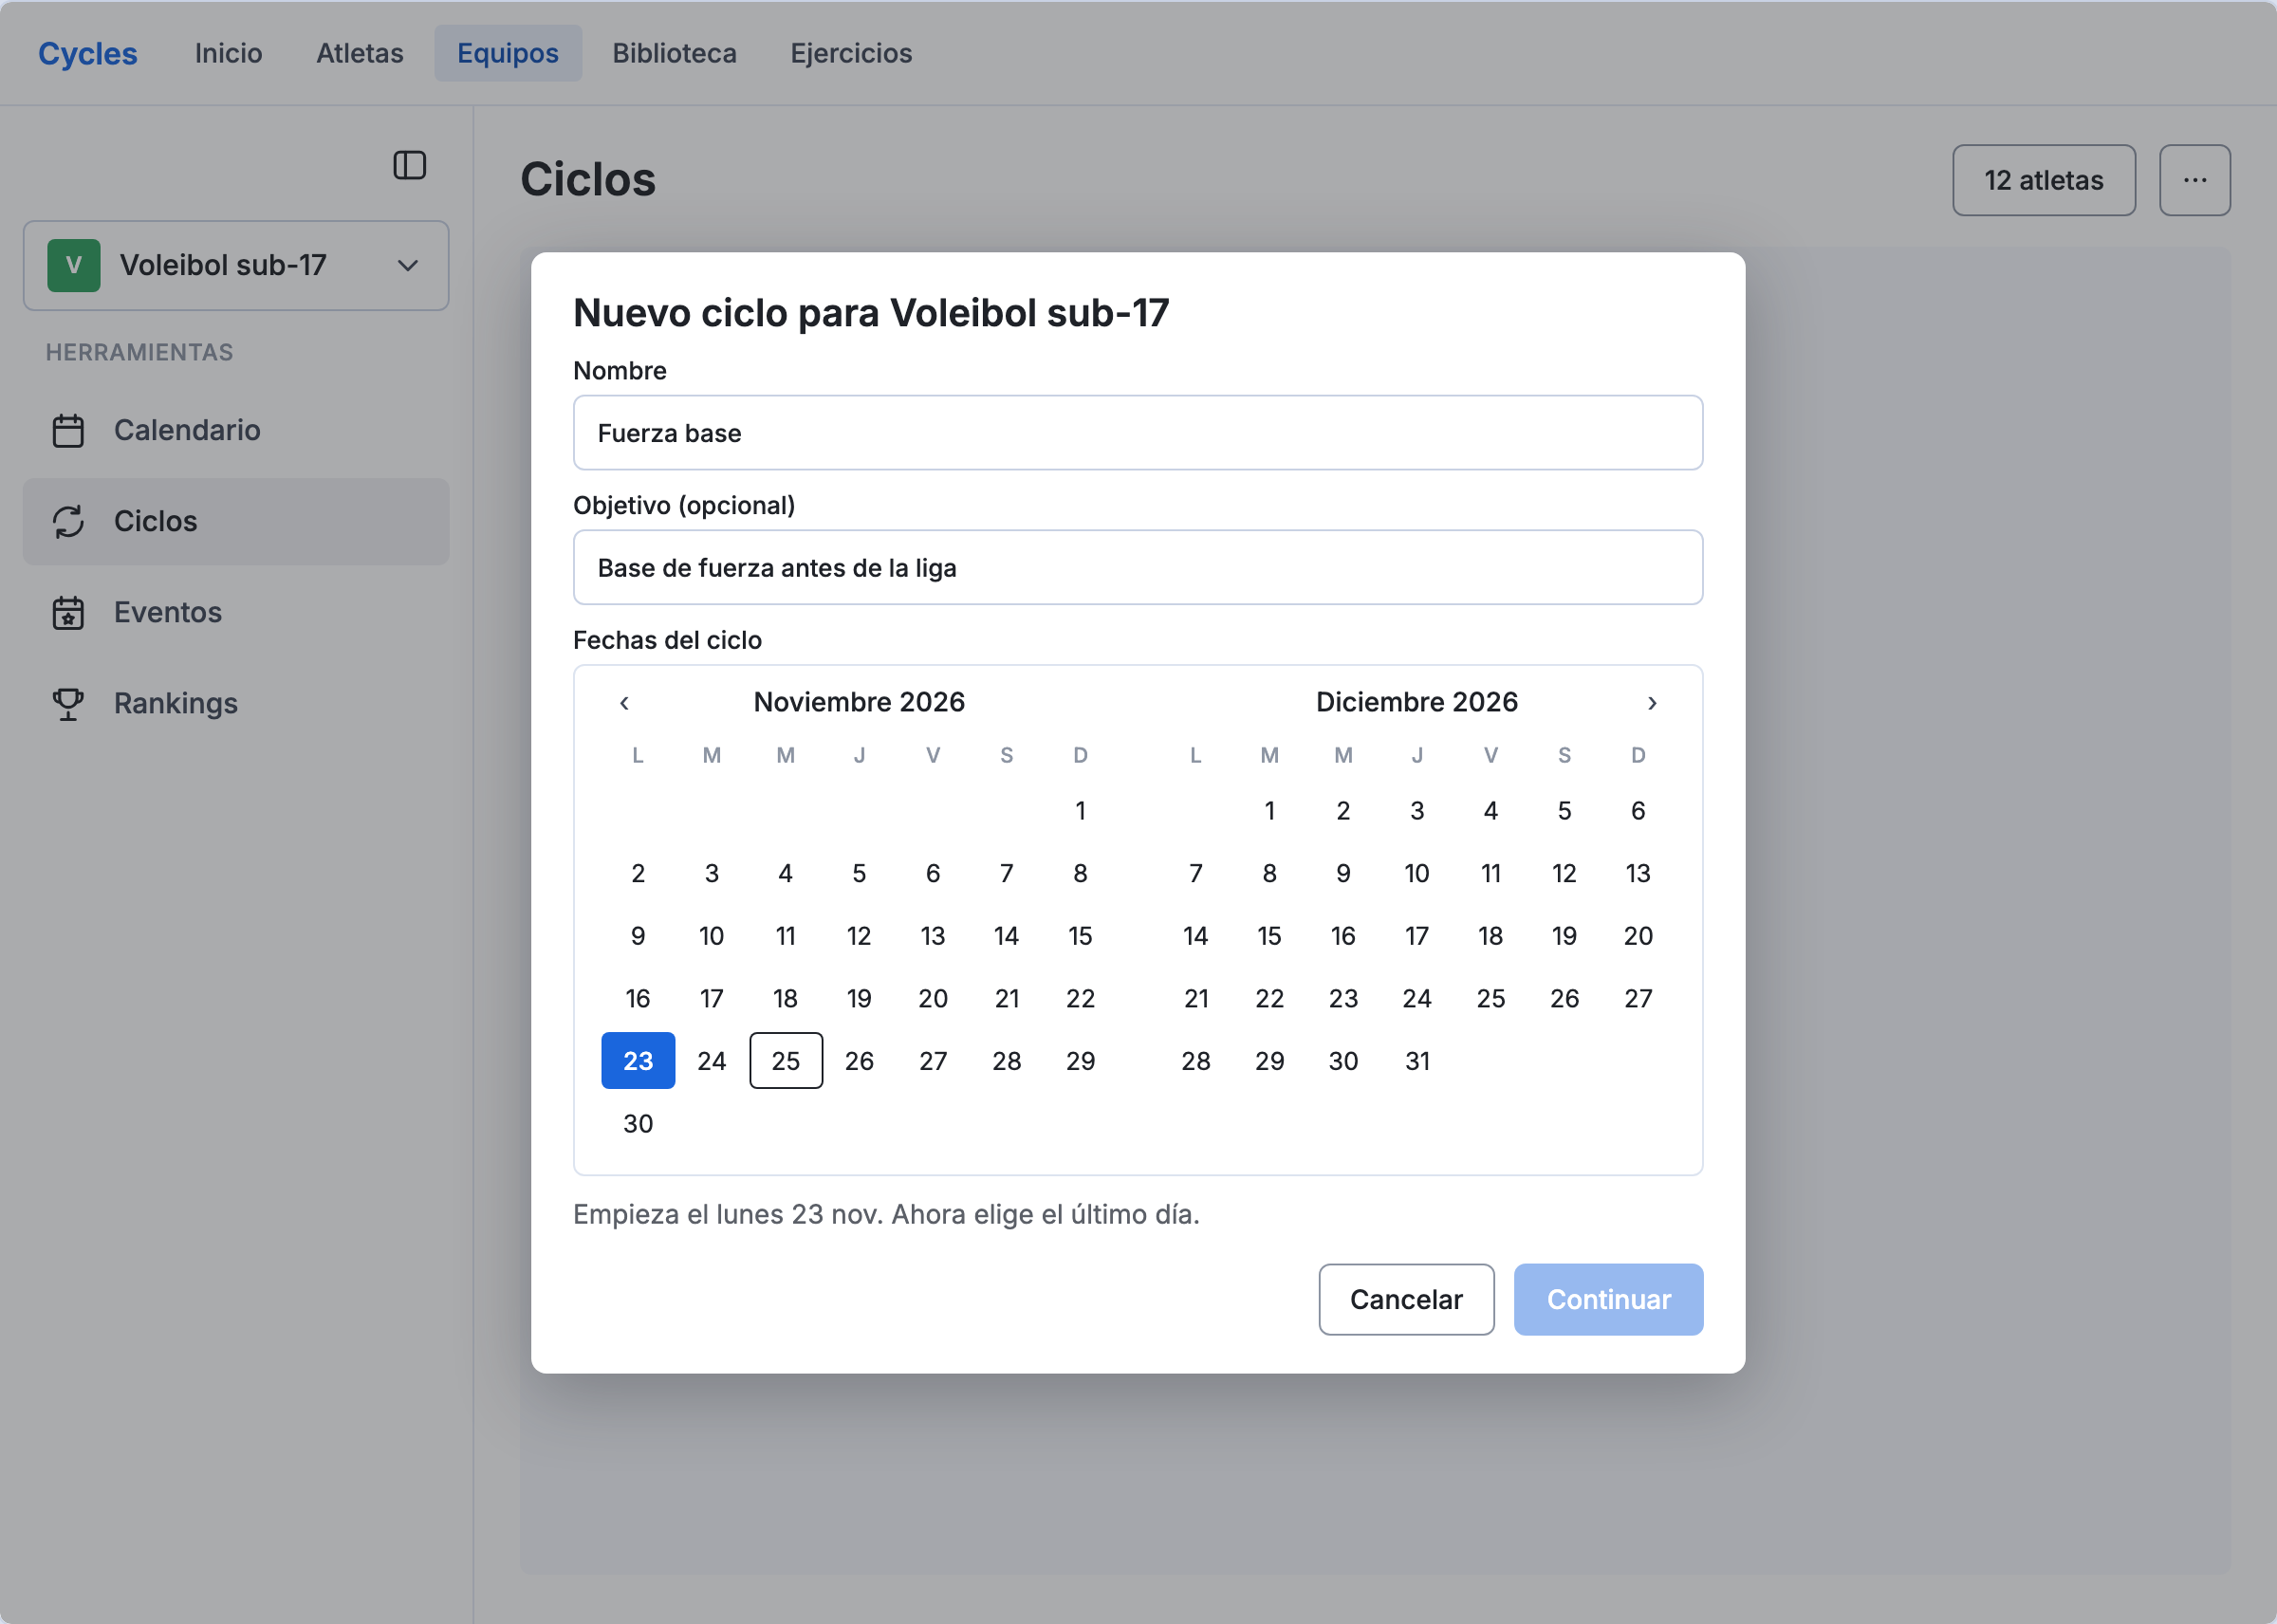 Cycles Inicio Atletas Equipos Biblioteca Ejercicios
Ciclos
12 atletas
...
V Voleibol sub-17
HERRAMIENTAS
Calendario
Ciclos
Eventos
Rankings
Nuevo ciclo para Voleibol sub-17
Nombre
Fuerza base
Objetivo (opcional)
Base de fuerza antes de la liga
Fechas del ciclo
‹ Noviembre 2026
L M M J V S D
1
2 3 4 5 6 7 8
9 10 11 12 13 14 15
16 17 18 19 20 21 22
23 24 25 26 27 28 29
30
Diciembre 2026 ›
L M M J V S D
1 2 3 4 5 6
7 8 9 10 11 12 13
14 15 16 17 18 19 20
21 22 23 24 25 26 27
28 29 30 31
Empieza el lunes 23 nov. Ahora elige el último día.
Cancelar Continuar